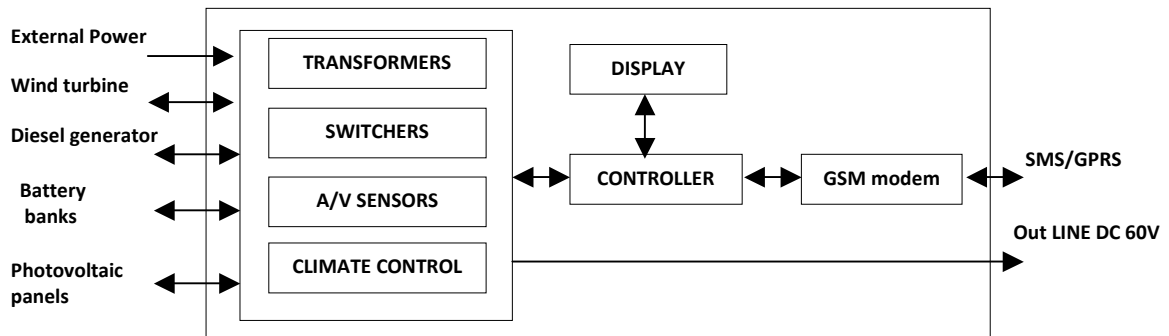 External Power
Wind turbine
Diesel generator
Battery
banks
Photovoltaic
panels
TRANSFORMERS
SWITCHERS
A/V SENSORS
CLIMATE CONTROL
DISPLAY
CONTROLLER
GSM modem
SMS/GPRS
Out LINE DC 60V